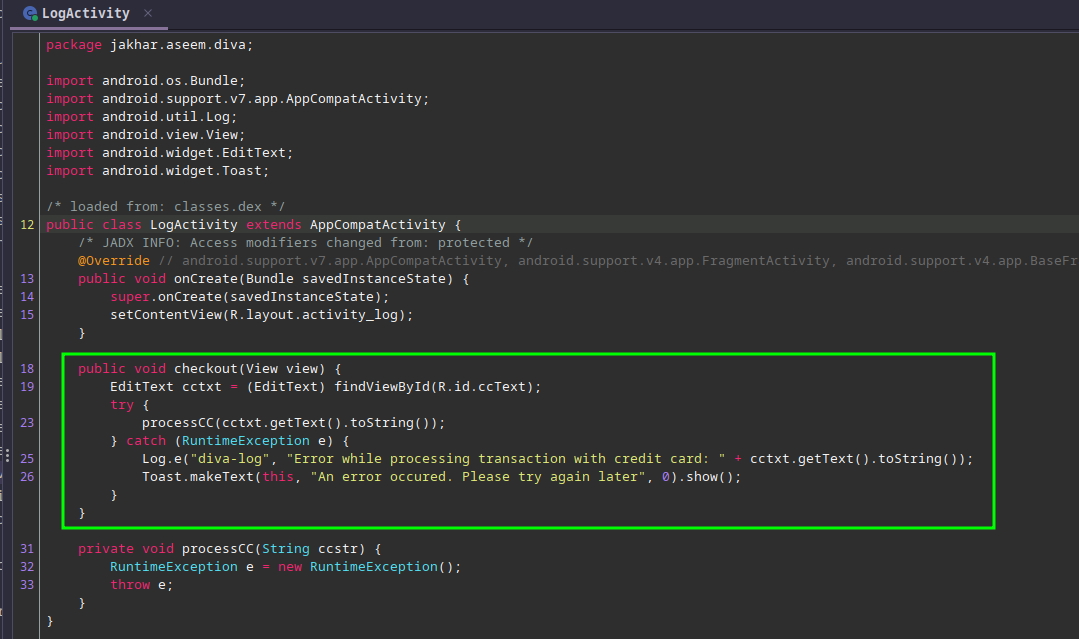 LogActivity
package jakhar.aseem.diva;
import android.os.Bundle;
import android.support.v7.app.AppCompatActivity;
import android.util.Log;
import android.view.View;
import android.widget.EditText;
import android.widget.Toast;
/* loaded from: classes.dex */
12 public class LogActivity extends AppCompatActivity {
/* JADX INFO: Access modifiers changed from: protected */
@Override // android.support.v7.app.AppCompatActivity, android.support.v4.app.FragmentActivity, android.support.v4.app.BaseFr
13 public void onCreate(Bundle savedInstanceState) {
14 super.onCreate(savedInstanceState);
15 setContentView(R.layout.activity_log);
}
18 public void checkout(View view) {
19 EditText cctxt = (EditText) findViewById(R.id.ccText);
try {
23 processCC(cctxt.getText().toString());
} catch (RuntimeException e) {
25 Log.e("diva-log", "Error while processing transaction with credit card: " + cctxt.getText().toString());
26 Toast.makeText(this, "An error occured. Please try again later", 0).show();
}
}
31 private void processCC(String ccstr) {
32 RuntimeException e = new RuntimeException();
33 throw e;
}
}